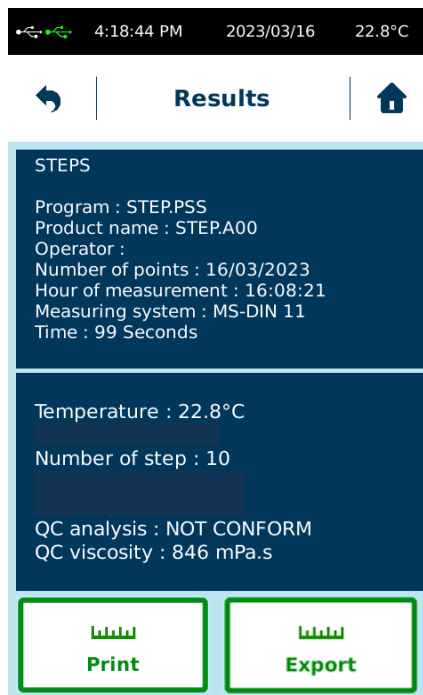 4:18:44 PM 2023/03/16 22.8°C
Results
STEPS
Program : STEP.PSS
Product name : STEP.A00
Operator :
Number of points : 16/03/2023
Hour of measurement : 16:08:21
Measuring system : MS-DIN 11
Time : 99 Seconds
Temperature : 22.8°C
Number of step : 10
QC analysis : NOT CONFORM
QC viscosity : 846 mPa.s
Print
Export